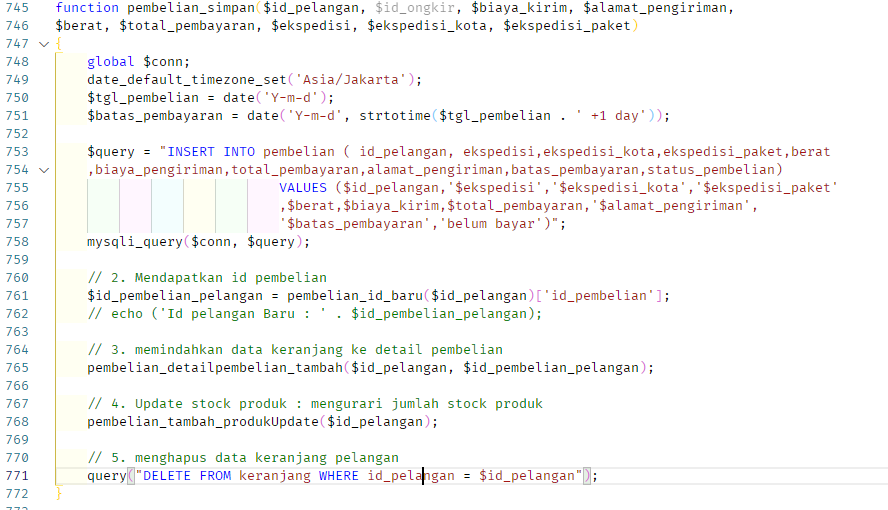 745 function pembelian_simpan($id_pelangan, $id_ongkir, $biaya_kirim, $alamat_pengiriman,
746 $berat, $total_pembayaran, $ekspedisi, $ekspedisi_kota, $ekspedisi_paket)
747 {
748 global $conn;
749 date_default_timezone_set('Asia/Jakarta');
750 $tgl_pembelian = date('Y-m-d');
751 $batas_pembayaran = date('Y-m-d', strtotime($tgl_pembelian . ' +1 day'));
752
753 $query = "INSERT INTO pembelian ( id_pelangan, ekspedisi,ekspedisi_kota,ekspedisi_paket,berat
754 ,biaya_pengiriman,total_pembayaran,alamat_pengiriman,batas_pembayaran,status_pembelian)
755 VALUES ($id_pelangan,'$ekspedisi','$ekspedisi_kota','$ekspedisi_paket'
756 ,$berat,$biaya_kirim,$total_pembayaran,'$alamat_pengiriman',
757 '$batas_pembayaran','belum bayar')";
758 mysqli_query($conn, $query);
759
760 // 2. Mendapatkan id pembelian
761 $id_pembelian_pelangan = pembelian_id_baru($id_pelangan)['id_pembelian'];
762 // echo ('Id pelangan Baru : ' . $id_pembelian_pelangan);
763
764 // 3. memindahkan data keranjang ke detail pembelian
765 pembelian_detailpembelian_tambah($id_pelangan, $id_pembelian_pelangan);
766
767 // 4. Update stock produk : mengurari jumlah stock produk
768 pembelian_tambah_produkUpdate($id_pelangan);
769
770 // 5. menghapus data keranjang pelangan
771 query("DELETE FROM keranjang WHERE id_pelangan = $id_pelangan");
772 }